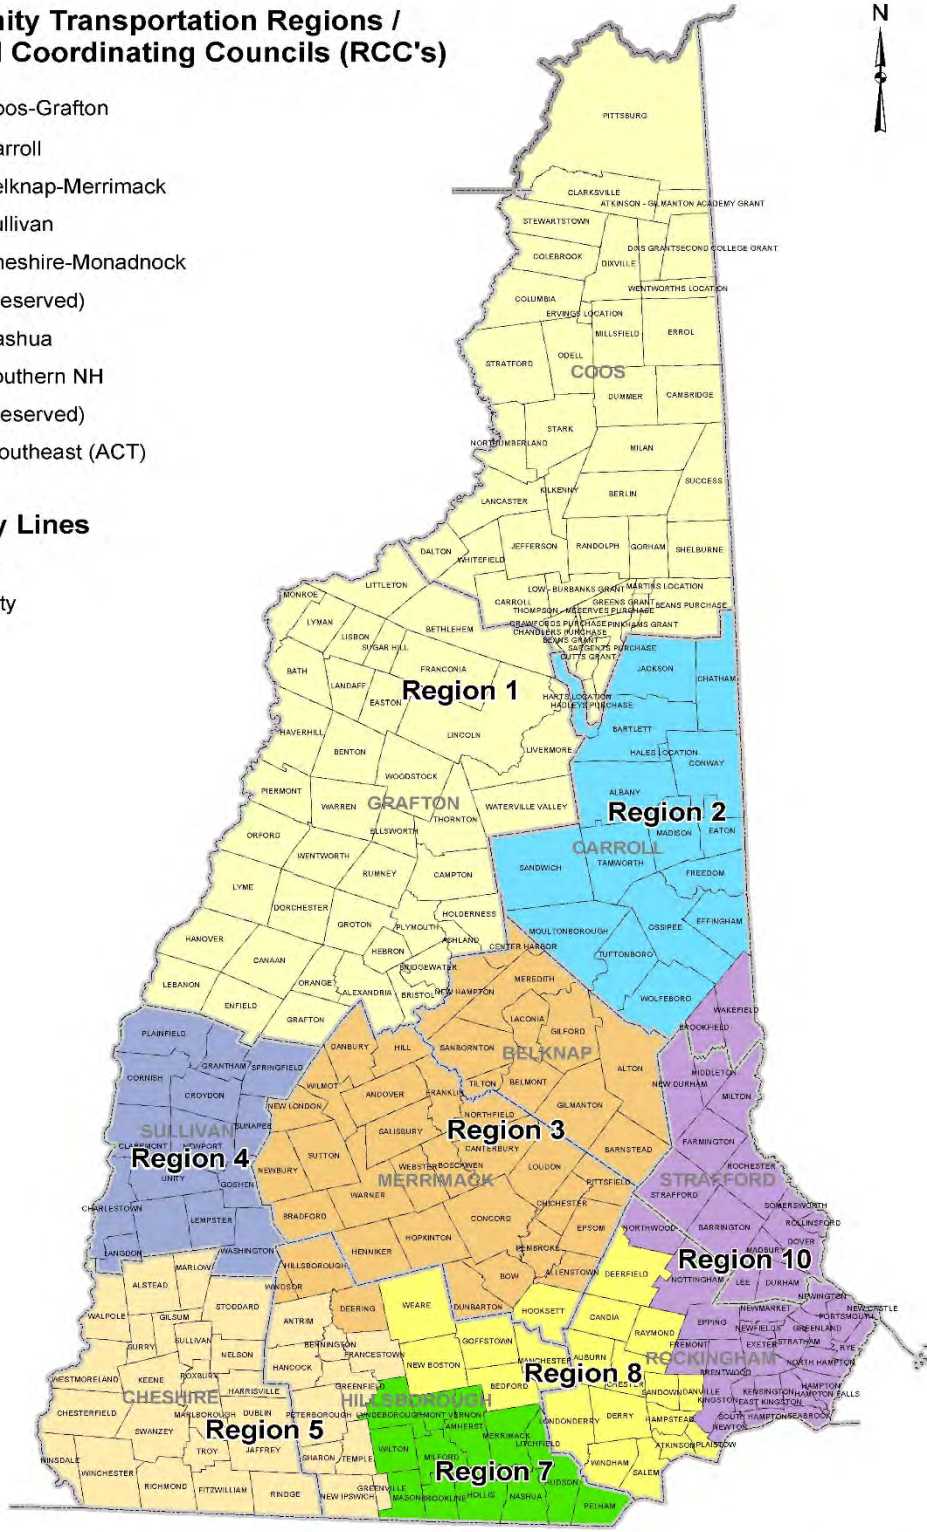 nity Transportation Regions /
l Coordinating Councils (RCC's)
N
oos-Grafton
arroll
elknap-Merrimack
ullivan
heshire-Monadnock
eserved)
ashua
outhern NH
eserved)
outheast (ACT)
y Lines
ty
PITTSBURG
CLARKSVILLE
ATKINSON - GILMANTON ACADEMY GRANT
STEWARTSTOWN
DIXS GRANT
SECOND COLLEGE GRANT
COLEBROOK
DIXVILLE
WENTWORTHS LOCATION
COLUMBIA
ERVINGS LOCATION
MILLSFIELD
ERROL
ODELL
STRATFORD
COOS
DUMMER
CAMBRIDGE
STARK
NORTHUMBERLAND
MILAN
SUCCESS
KILKENNY
BERLIN
LANCASTER
DALTON
WHITEFIELD
JEFFERSON
RANDOLPH
GORHAM
SHELBURNE
LITTLETON
LOW - BURBANKS GRANT
MARTINS LOCATION
MONROE
CARROLL
GREENS GRANT
BEANS PURCHASE
THOMPSON - MESERVES PURCHASE
LYMAN
CRAWFORDS PURCHASE
PINKHAMS GRANT
BETHLEHEM
CHANDLERS PURCHASE
LISBON
BEANS GRANT
SUGAR HILL
SARGENTS PURCHASE
CUTTS GRANT
BATH
FRANCONIA
JACKSON
CHATHAM
LANDAFF
Region 1
EASTON
HARTS LOCATION
HADLEYS PURCHASE
HAVERHILL
LINCOLN
BARTLETT
BENTON
LIVERMORE
HALES LOCATION
CONWAY
WOODSTOCK
PIERMONT
ALBANY
WARREN
GRAFTON
WATERVILLE VALLEY
Region 2
THORNTON
ORFORD
ELLSWORTH
MADISON
EATON
CARROLL
WENTWORTH
TAMWORTH
SANDWICH
RUMNEY
CAMPTON
FREEDOM
LYME
DORCHESTER
HOLDERNESS
GROTON
PLYMOUTH
OSSIPEE
EFFINGHAM
MOULTONBOROUGH
HANOVER
ASHLAND
CENTER HARBOR
HEBRON
TUFTONBORO
CANAAN
BRIDGEWATER
LEBANON
ORANGE
MEREDITH
ALEXANDRIA
BRISTOL
NEW HAMPTON
WOLFEBORO
ENFIELD
WAKEFIELD
GRAFTON
LACONIA
BROOKFIELD
PLAINFIELD
GILFORD
DANBURY
HILL
SANBORNTON
BELKNAP
GRANTHAM
SPRINGFIELD
ALTON
CORNISH
MIDDLETON
WILMOT
TILTON
BELMONT
NEW DURHAM
CROYDON
ANDOVER
FRANKLIN
MILTON
NEW LONDON
GILMANTON
NORTHFIELD
SULLIVAN
SUNAPEE
SALISBURY
Region 3
FARMINGTON
CLAREMONT
NEWPORT
CANTERBURY
BARNSTEAD
Region 4
SUTTON
NEWBURY
WEBSTER
BOSCAWEN
LOUDON
ROCHESTER
UNITY
GOSHEN
MERRIMACK
PITTSFIELD
STRAFFORD
WARNER
STRAFFORD
CHARLESTOWN
CHICHESTER
SOMERSWORTH
LEMPSTER
BRADFORD
CONCORD
ROLLINSFORD
EPSOM
NORTHWOOD
BARRINGTON
HOPKINTON
DOVER
LANGDON
WASHINGTON
HENNIKER
PEMBROKE
MADBURY
HILLSBOROUGH
Region 10
MARLOW
BOW
ALLENSTOWN
DEERFIELD
NOTTINGHAM
LEE
DURHAM
ALSTEAD
WINDSOR
NEWINGTON
STODDARD
DEERING
WEARE
DUNBARTON
HOOKSETT
NEWMARKET
NEW CASTLE
WALPOLE
GILSUM
ANTRIM
CANDIA
EPPING
PORTSMOUTH
NEWFIELDS
GREENLAND
SURRY
SULLIVAN
BENNINGTON
GOFFSTOWN
RAYMOND
FREMONT
EXETER
STRATHAM
RYE
NELSON
FRANCESTOWN
AUBURN
ROCKINGHAM
HANCOCK
NEW BOSTON
MANCHESTER
NORTH HAMPTON
ROXBURY
Region 8
BRENTWOOD
WESTMORELAND
KEENE
GREENFIELD
BEDFORD
CHESTER
HAMPTON
CHESHIRE
HARRISVILLE
HILLSBOROUGH
SANDOWN
DANVILLE
KENSINGTON
HAMPTON FALLS
KINGSTON
EAST KINGSTON
CHESTERFIELD
MARLBOROUGH
DUBLIN
PETERBOROUGH
LYNDEBOROUGH
MONT VERNON
LONDONDERRY
DERRY
HAMPSTEAD
SOUTH HAMPTON
SEABROOK
SWANZEY
Region 5
AMHERST
NEWTON
MERRIMACK
TROY
JAFFREY
WILTON
LITCHFIELD
ATKINSON
PLAISTOW
HINSDALE
SHARON
TEMPLE
MILFORD
WINDHAM
WINCHESTER
Region 7
SALEM
HUDSON
RICHMOND
FITZWILLIAM
RINDGE
GREENVILLE
NEW IPSWICH
MASON
BROOKLINE
HOLLIS
NASHUA
PELHAM